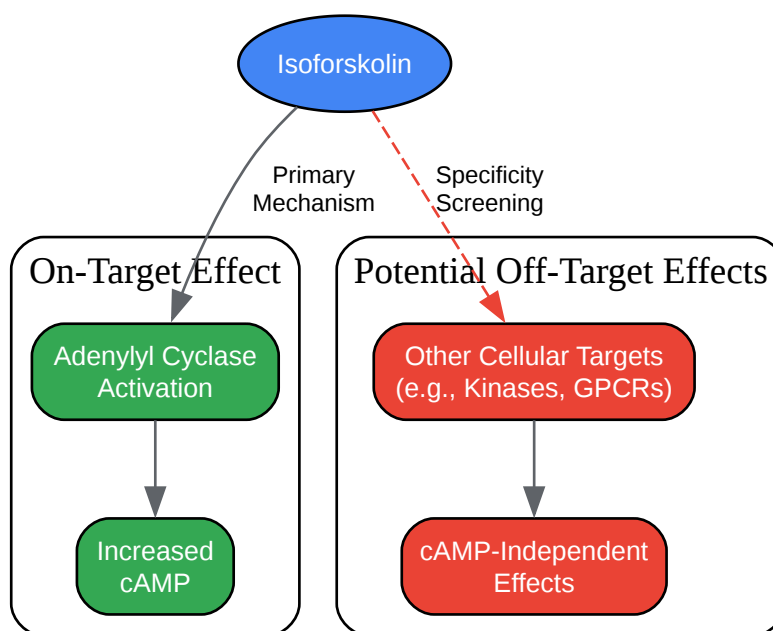 Isoforskolin
Primary
Mechanism
Specificity
Screening
On-Target Effect
Potential Off-Target Effects
Adenylyl Cyclase
Activation
Other Cellular Targets
(e.g., Kinases, GPCRs)
Increased
cAMP
cAMP-Independent
Effects